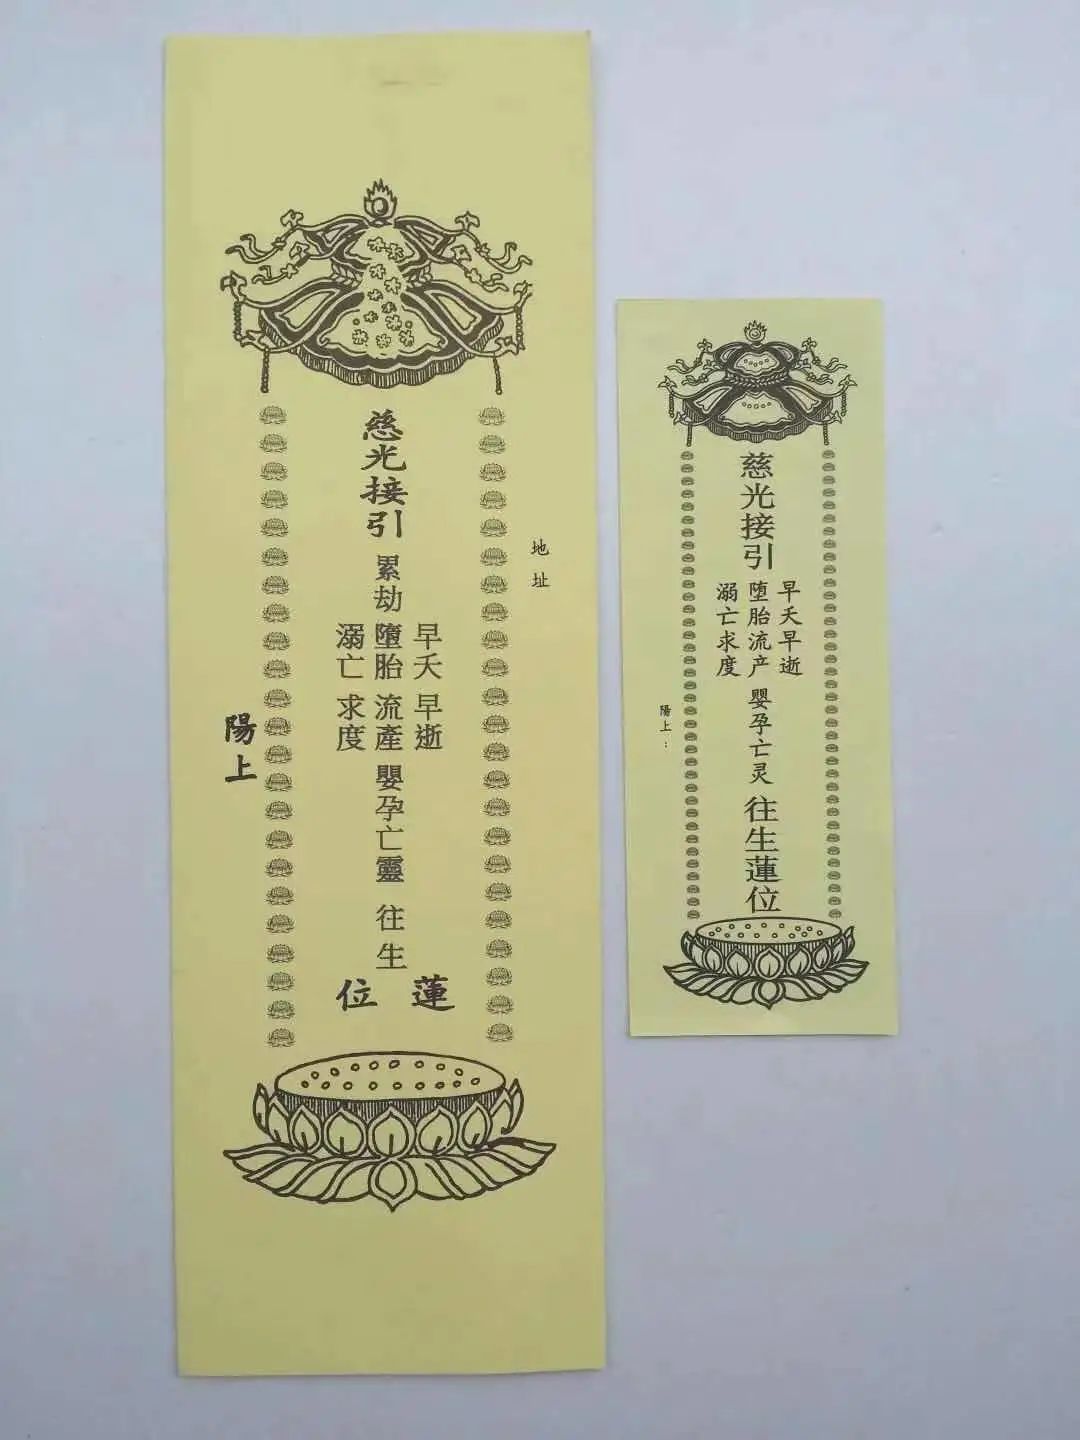 地址
慈光接引
累劫
早夭早逝
墮胎流產
溺亡求度
嬰孕亡靈
往生
蓮位
陽上
慈光接引
早夭早逝
堕胎流产
溺亡求度
婴孕亡灵
往生蓮位
陽上：